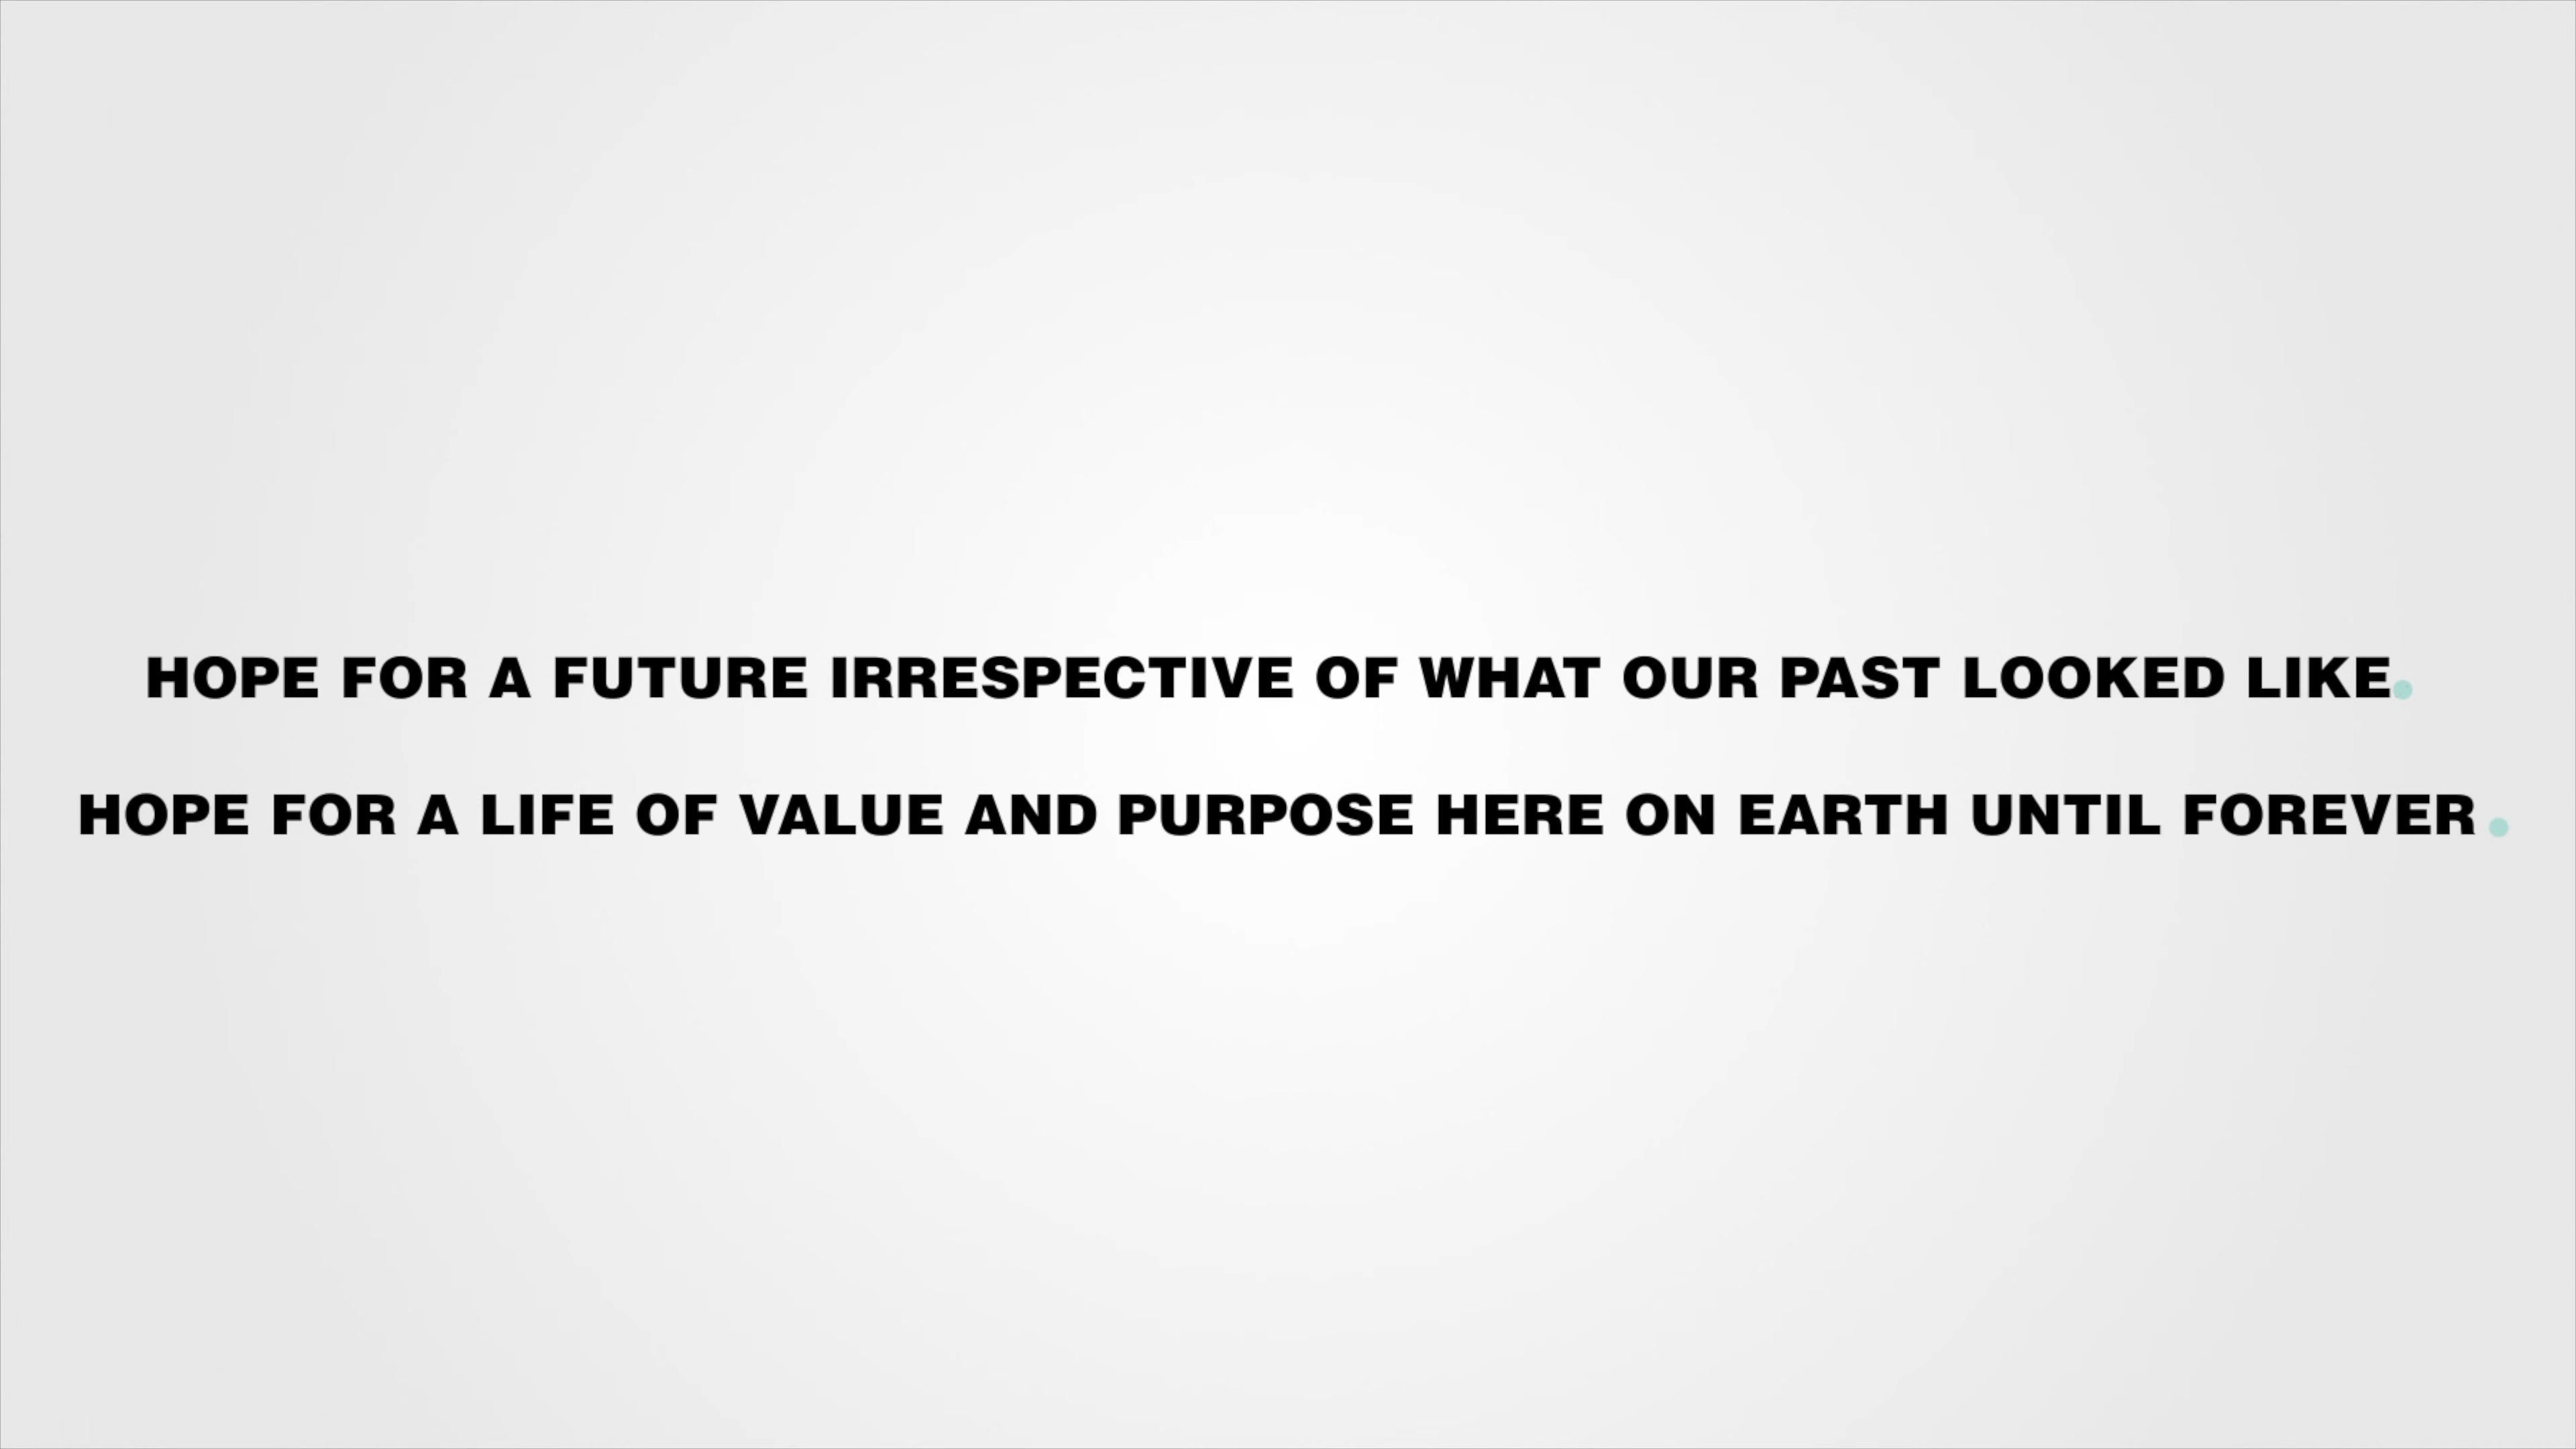 HOPE FOR A FUTURE IRRESPECTIVE OF WHAT OUR PAST LOOKED LIKE.
HOPE FOR A LIFE OF VALUE AND PURPOSE HERE ON EARTH UNTIL FOREVER.